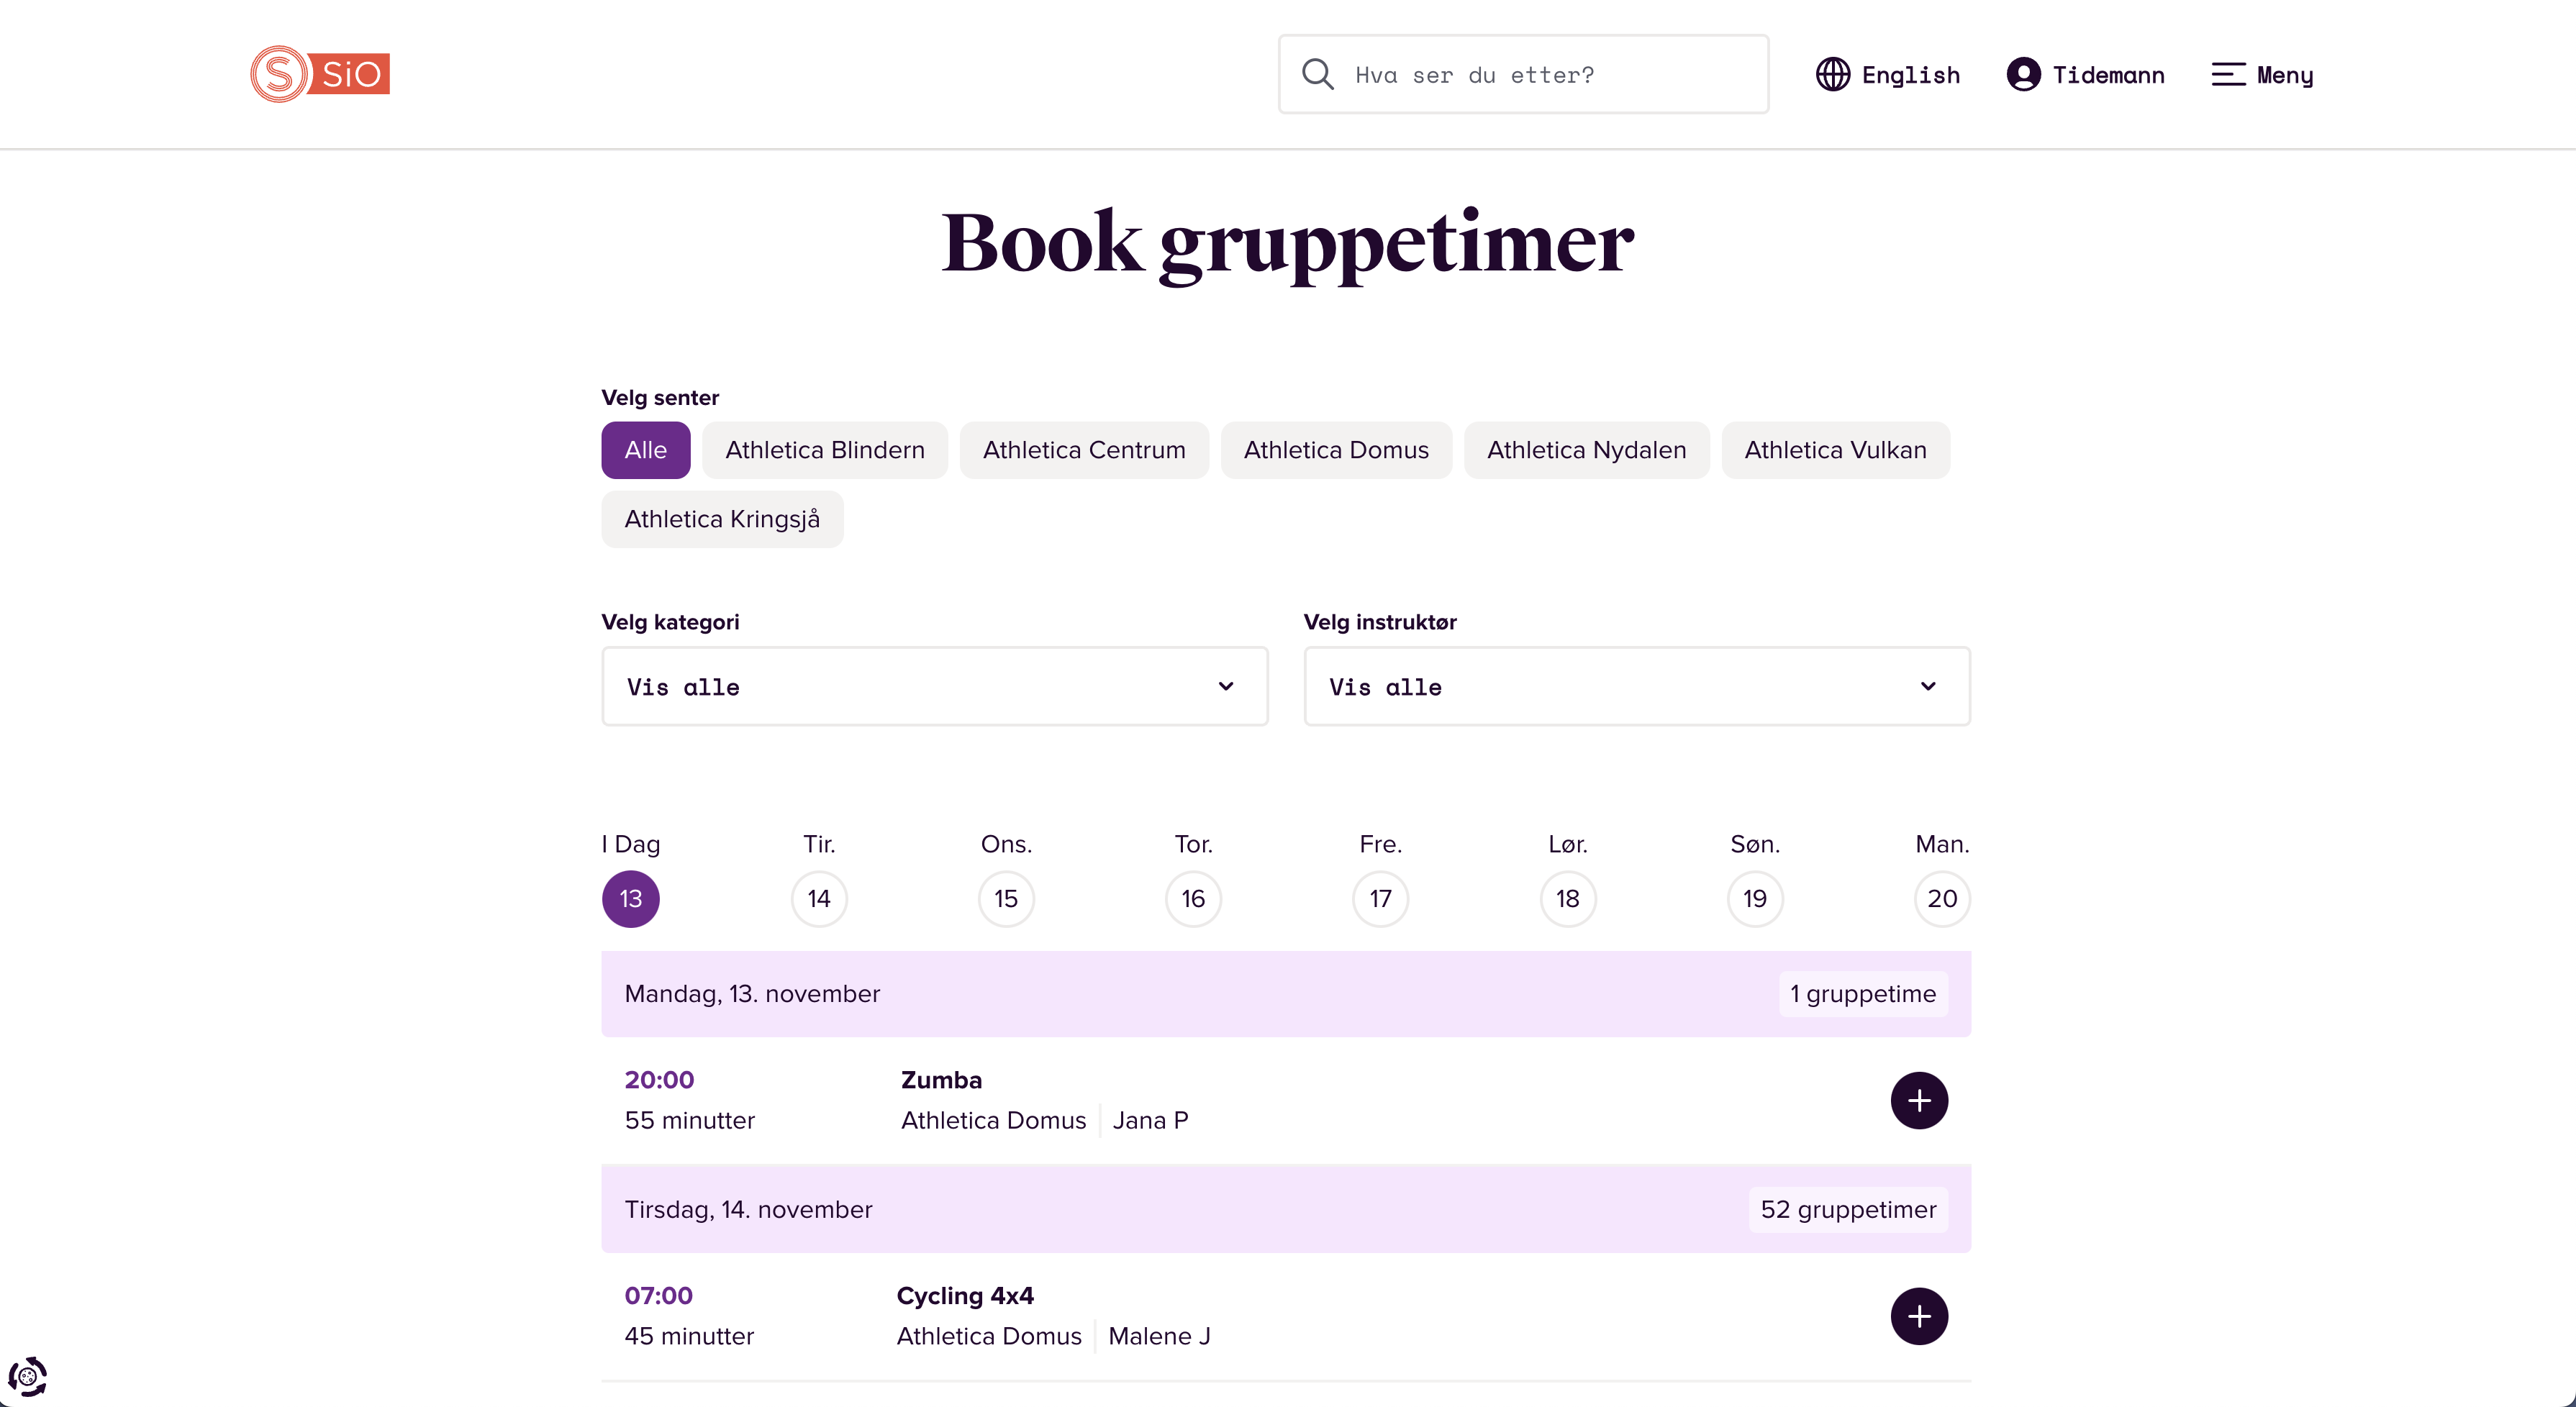 S SiO
Hva ser du etter?
English
Tidemann
Meny
Book gruppetimer
Velg senter
Alle
Athletica Blindern
Athletica Centrum
Athletica Domus
Athletica Nydalen
Athletica Vulkan
Athletica Kringsjå
Velg kategori
Velg instruktør
Vis alle
Vis alle
I Dag
Tir.
Ons.
Tor.
Fre.
Lør.
Søn.
Man.
13
14
15
16
17
18
19
20
Mandag, 13. november
1 gruppetime
20:00
Zumba
55 minutter
Athletica Domus
Jana P
Tirsdag, 14. november
52 gruppetimer
07:00
Cycling 4x4
45 minutter
Athletica Domus
Malene J